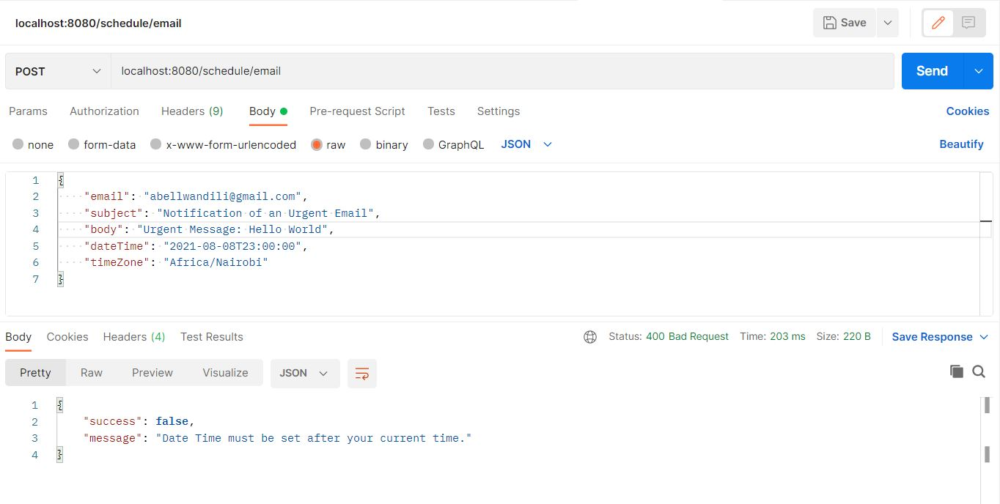 localhost:8080/schedule/email
Save
POST
localhost:8080/schedule/email
Send
Params Authorization Headers (9) Body Pre-request Script Tests Settings Cookies
none form-data x-www-form-urlencoded raw binary GraphQL JSON Beautify
1 {
2 "email": "abellwandili@gmail.com",
3 "subject": "Notification of an Urgent Email",
4 "body": "Urgent Message: Hello World",
5 "dateTime": "2021-08-08T23:00:00",
6 "timeZone": "Africa/Nairobi"
7 }
Body Cookies Headers (4) Test Results Status: 400 Bad Request Time: 203 ms Size: 220 B Save Response
Pretty Raw Preview Visualize JSON
1 {
2 "success": false,
3 "message": "Date Time must be set after your current time."
4 }